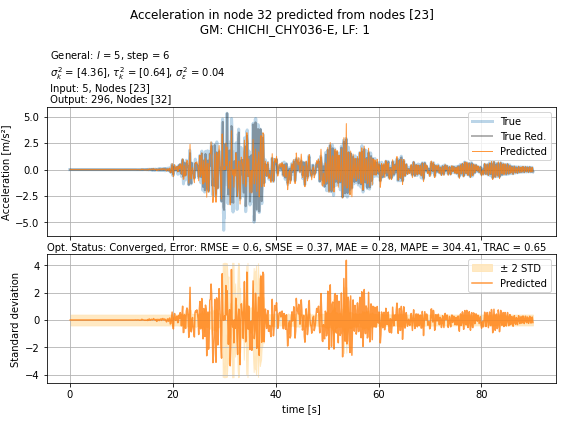 Acceleration in node 32 predicted from nodes [23]
GM: CHICHI_CHY036-E, LF: 1
General: l = 5, step = 6
σ²ₖ = [4.36], τ²ₖ = [0.64], σ²ε = 0.04
Input: 5, Nodes [23]
Output: 296, Nodes [32]
Acceleration [m/s²]
5.0
2.5
0.0
−2.5
−5.0
True
True Red.
Predicted
Opt. Status: Converged, Error: RMSE = 0.6, SMSE = 0.37, MAE = 0.28, MAPE = 304.41, TRAC = 0.65
Standard deviation
4
2
0
−2
−4
± 2 STD
Predicted
0 20 40 60 80
time [s]